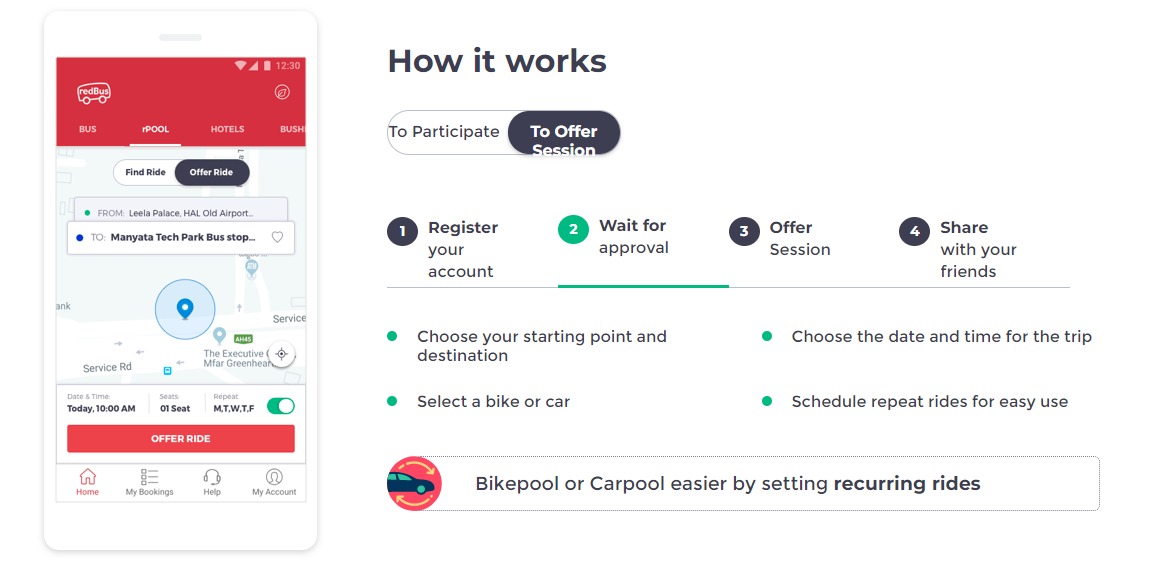 12:30
redBus
BUS rPOOL HOTELS BUSH
Find Ride Offer Ride
FROM: Leela Palace, HAL Old Airport...
TO: Manyata Tech Park Bus stop...
ank
Service
AH45
The Executive
Mfar Greenhear
Service Rd
Date & Time: Seats: Repeat
Today, 10:00 AM 01 Seat M,T,W,T,F
OFFER RIDE
Home My Bookings Help My Account
How it works
To Participate To Offer
Session
1 Register
your
account
2 Wait for
approval
3 Offer
Session
4 Share
with your
friends
Choose your starting point and
destination
Choose the date and time for the trip
Select a bike or car
Schedule repeat rides for easy use
Bikepool or Carpool easier by setting recurring rides